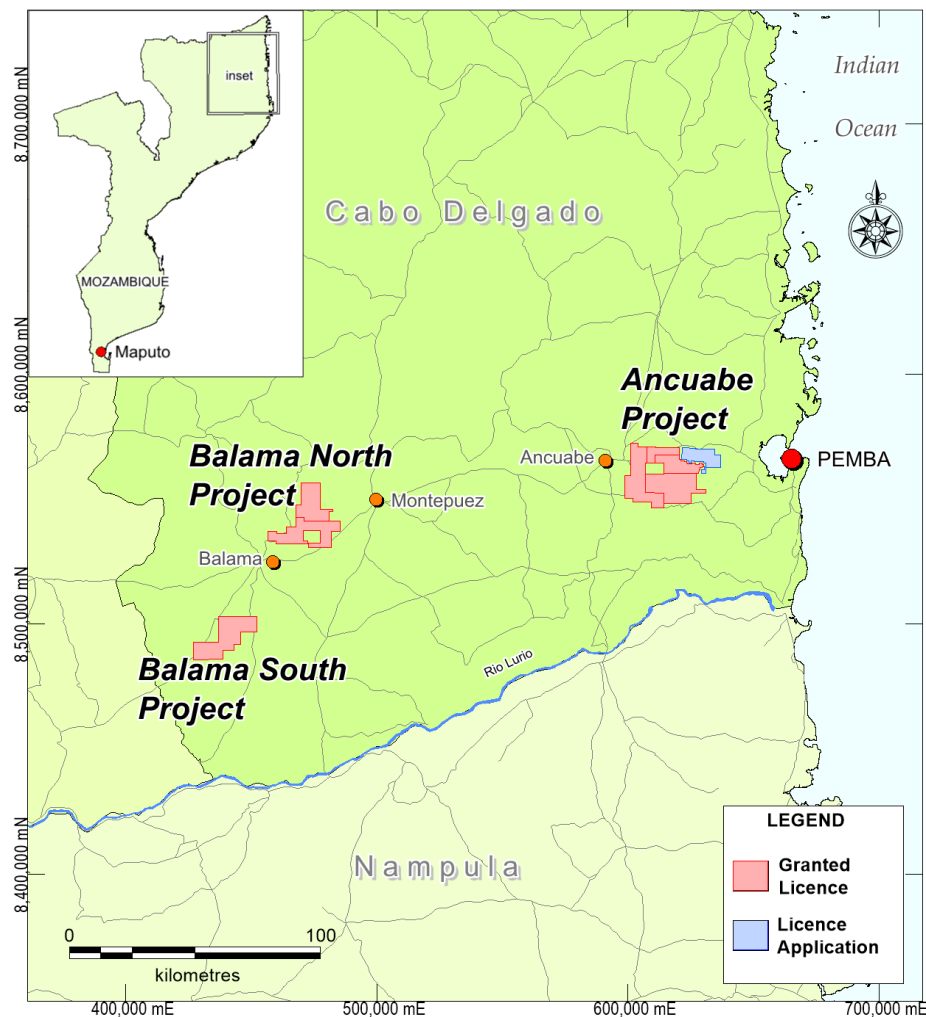 inset
MOZAMBIQUE
Maputo
Indian
Ocean
Cabo Delgado
8,700,000 mN
8,600,000 mN
8,500,000 mN
8,400,000 mN
Ancuabe
Project
Ancuabe
PEMBA
Balama North
Project
Montepuez
Balama
Balama South
Project
Rio Lurio
Nampula
LEGEND
Granted
Licence
Licence
Application
0 100
kilometres
400,000 mE 500,000 mE 600,000 mE 700,000 mE